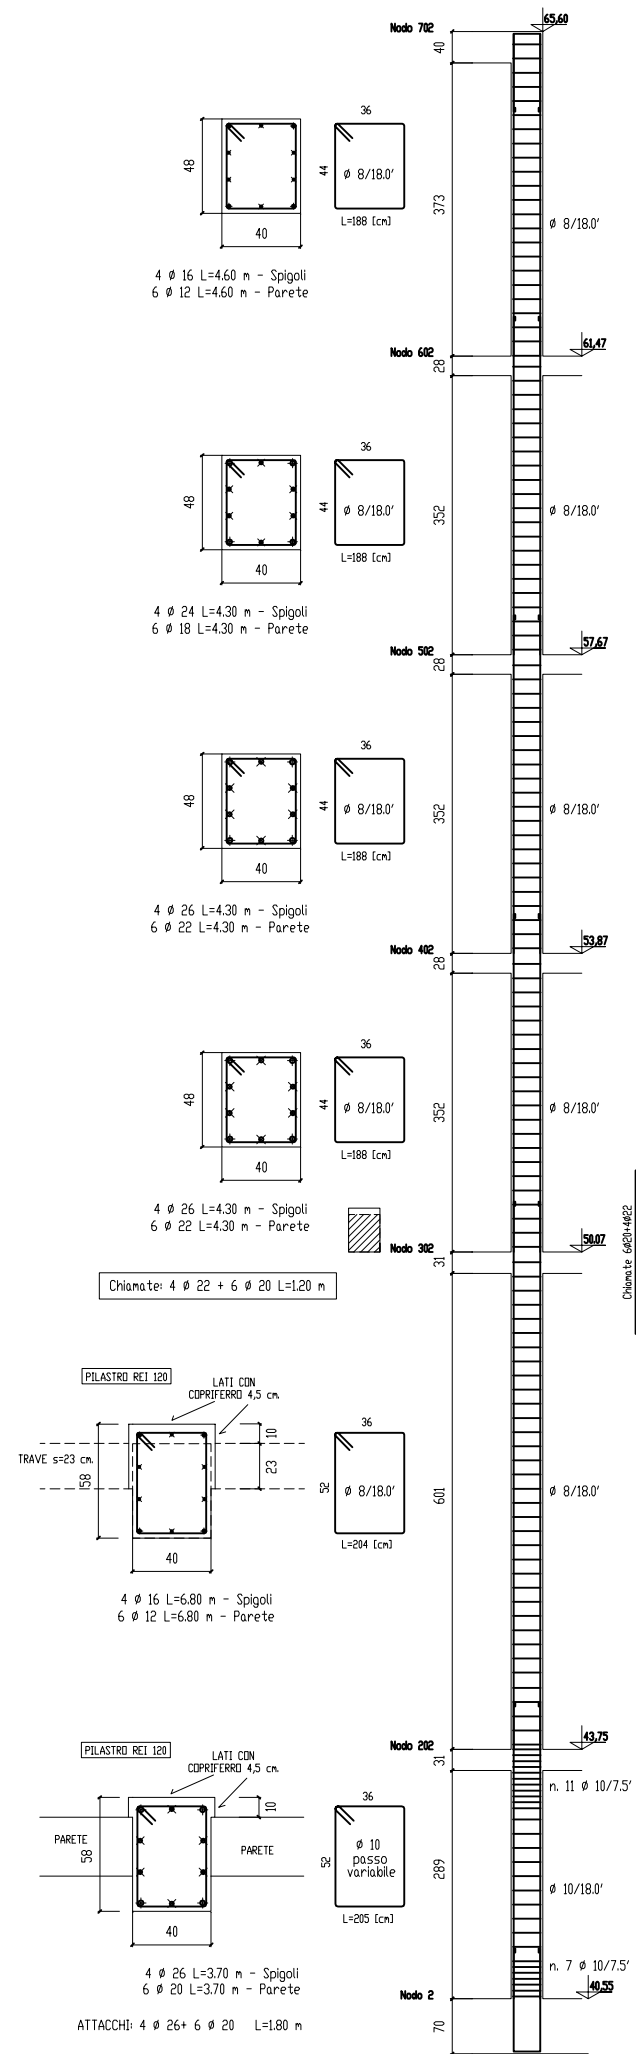 Nodo 702
65,60
40
36
48
44
Ø 8/18.0'
373
Ø 8/18.0'
L=188 [cm]
40
4 Ø 16 L=4.60 m - Spigoli
6 Ø 12 L=4.60 m - Parete
Nodo 602
61,47
28
36
48
44
Ø 8/18.0'
352
Ø 8/18.0'
L=188 [cm]
40
4 Ø 24 L=4.30 m - Spigoli
6 Ø 18 L=4.30 m - Parete
Nodo 502
57,67
28
36
48
44
Ø 8/18.0'
352
Ø 8/18.0'
L=188 [cm]
40
4 Ø 26 L=4.30 m - Spigoli
6 Ø 22 L=4.30 m - Parete
Nodo 402
53,87
28
36
48
44
Ø 8/18.0'
352
Ø 8/18.0'
L=188 [cm]
40
4 Ø 26 L=4.30 m - Spigoli
6 Ø 22 L=4.30 m - Parete
Nodo 302
50.07
31
Chiamate 6Ø20+4Ø22
Chiamate: 4 Ø 22 + 6 Ø 20 L=1.20 m
PILASTRO REI 120
LATI CON
COPRIFERRO 4,5 cm.
TRAVE s=23 cm.
58
10
23
36
52
Ø 8/18.0'
601
Ø 8/18.0'
L=204 [cm]
40
4 Ø 16 L=6.80 m - Spigoli
6 Ø 12 L=6.80 m - Parete
Nodo 202
43,75
31
PILASTRO REI 120
LATI CON
COPRIFERRO 4,5 cm.
n. 11 Ø 10/7.5'
10
36
PARETE
58
PARETE
52
Ø 10
passo
variabile
289
Ø 10/18.0'
L=205 [cm]
40
4 Ø 26 L=3.70 m - Spigoli
6 Ø 20 L=3.70 m - Parete
n. 7 Ø 10/7.5'
Nodo 2
40,55
ATTACCHI: 4 Ø 26+ 6 Ø 20 L=1.80 m
70